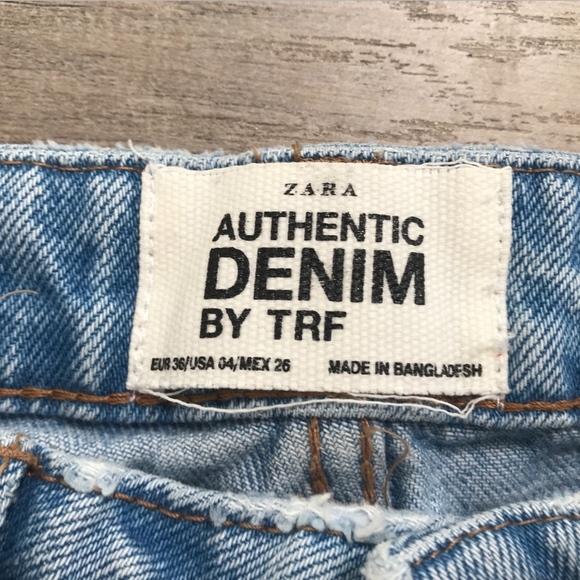 ZARA
AUTHENTIC
DENIM
BY TRF
EUR 36/USA 04/MEX 26 MADE IN BANGLADESH